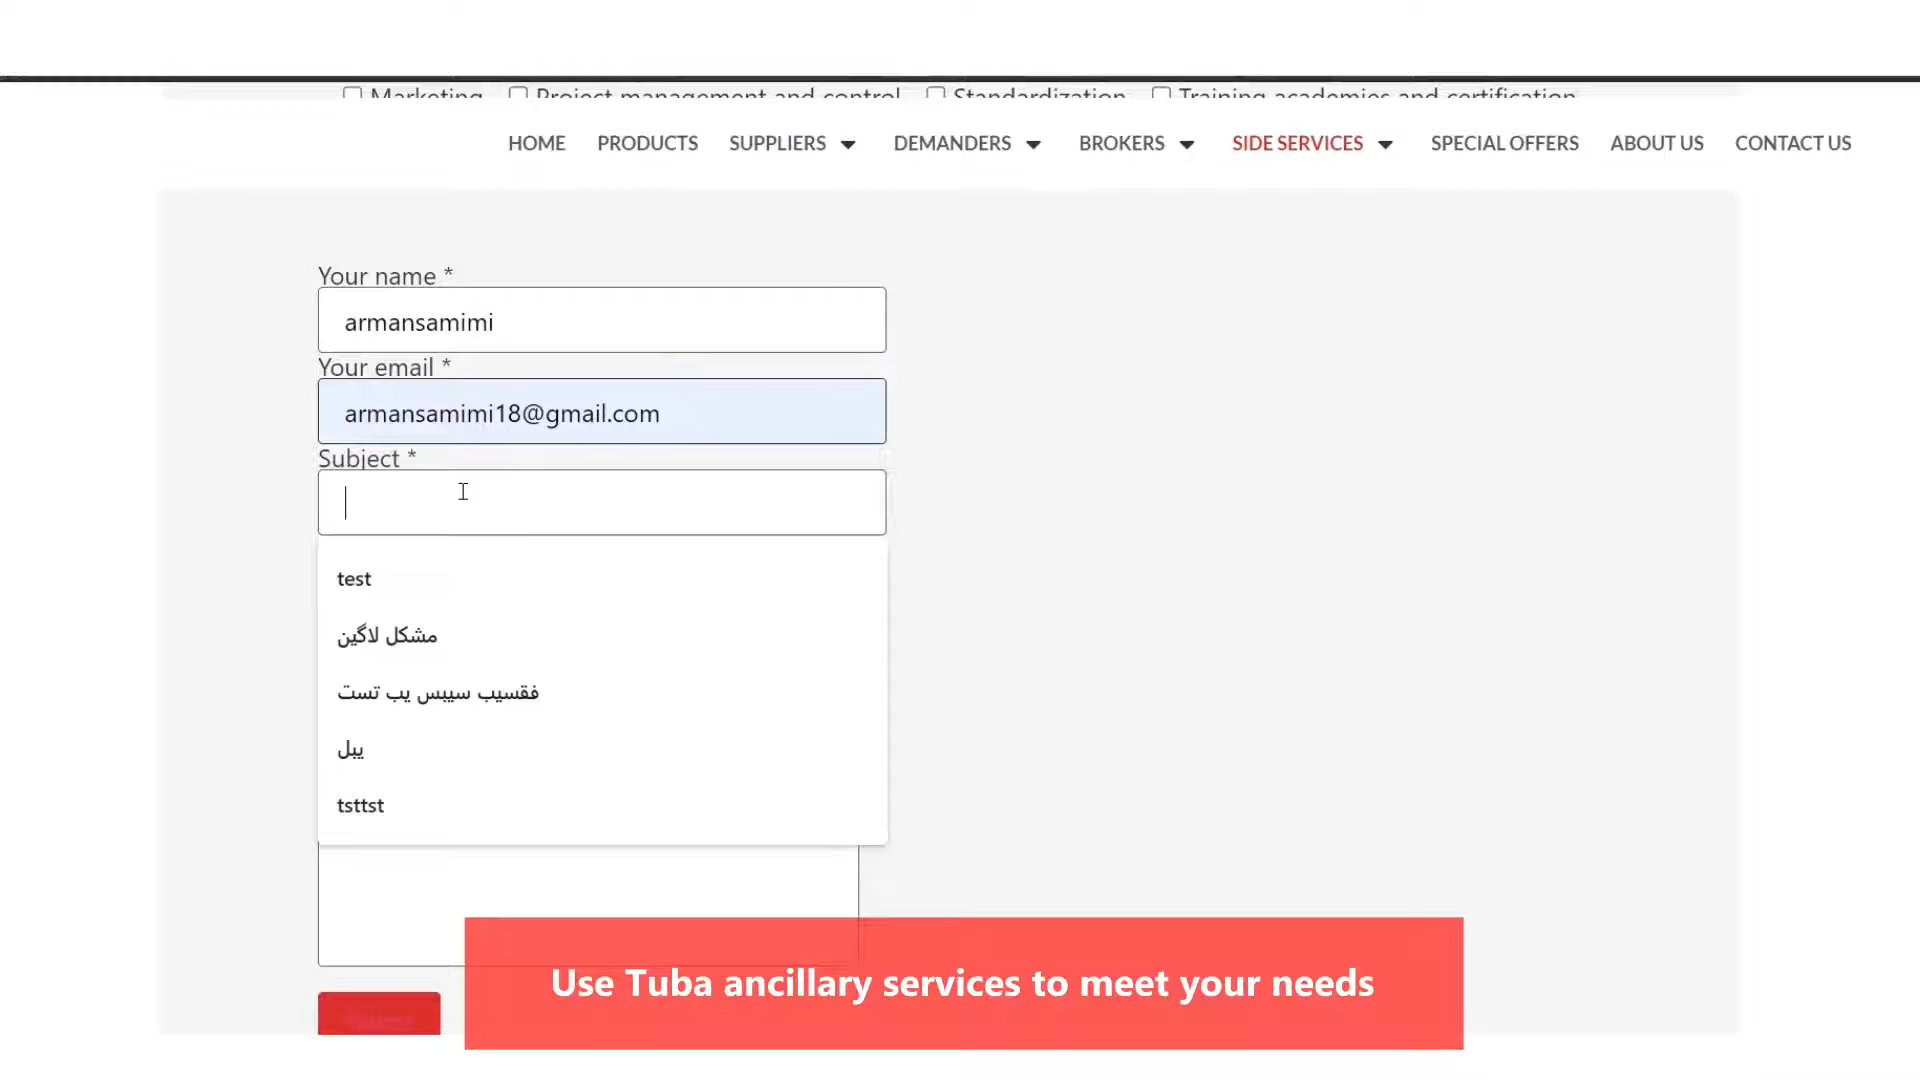 Marketing Project management and control Standardization Training academies and certification
HOME PRODUCTS SUPPLIERS DEMANDERS BROKERS SIDE SERVICES SPECIAL OFFERS ABOUT US CONTACT US
Your name *
armansamimi
Your email *
armansamimi18@gmail.com
Subject *
test
مشکل لاگین
فقسیب سیبس یب تست
یبل
tsttst
Use Tuba ancillary services to meet your needs